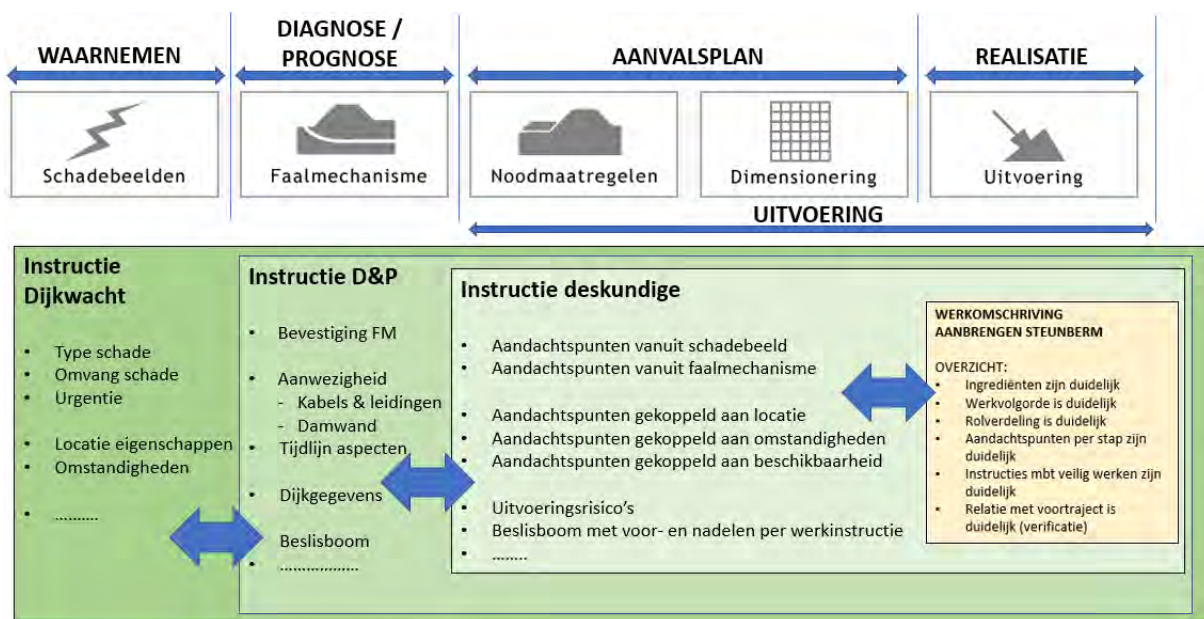 WAARNEMEN
DIAGNOSE /
PROGNOSE
AANVALSPLAN
REALISATIE
Schadebeelden
Faalmechanisme
Noodmaatregelen
Dimensionering
Uitvoering
UITVOERING
Instructie
Dijkwacht
• Type schade
• Omvang schade
• Urgentie
• Locatie eigenschappen
• Omstandigheden
• ..........
Instructie D&P
• Bevestiging FM
• Aanwezigheid
- Kabels & leidingen
- Damwand
• Tijdlijn aspecten
• Dijkgegevens
• Beslisboom
• ..................
Instructie deskundige
• Aandachtspunten vanuit schadebeeld
• Aandachtspunten vanuit faalmechanisme
• Aandachtspunten gekoppeld aan locatie
• Aandachtspunten gekoppeld aan omstandigheden
• Aandachtspunten gekoppeld aan beschikbaarheid
• Uitvoeringsrisico's
• Beslisboom met voor- en nadelen per werkinstructie
• ........
WERKOMSCHRIVING
AANBRENGEN STEUNBERM
OVERZICHT:
• Ingrediënten zijn duidelijk
• Werkvolgorde is duidelijk
• Rolverdeling is duidelijk
• Aandachtspunten per stap zijn
duidelijk
• Instructies mbt veilig werken zijn
duidelijk
• Relatie met voortraject is
duidelijk (verificatie)